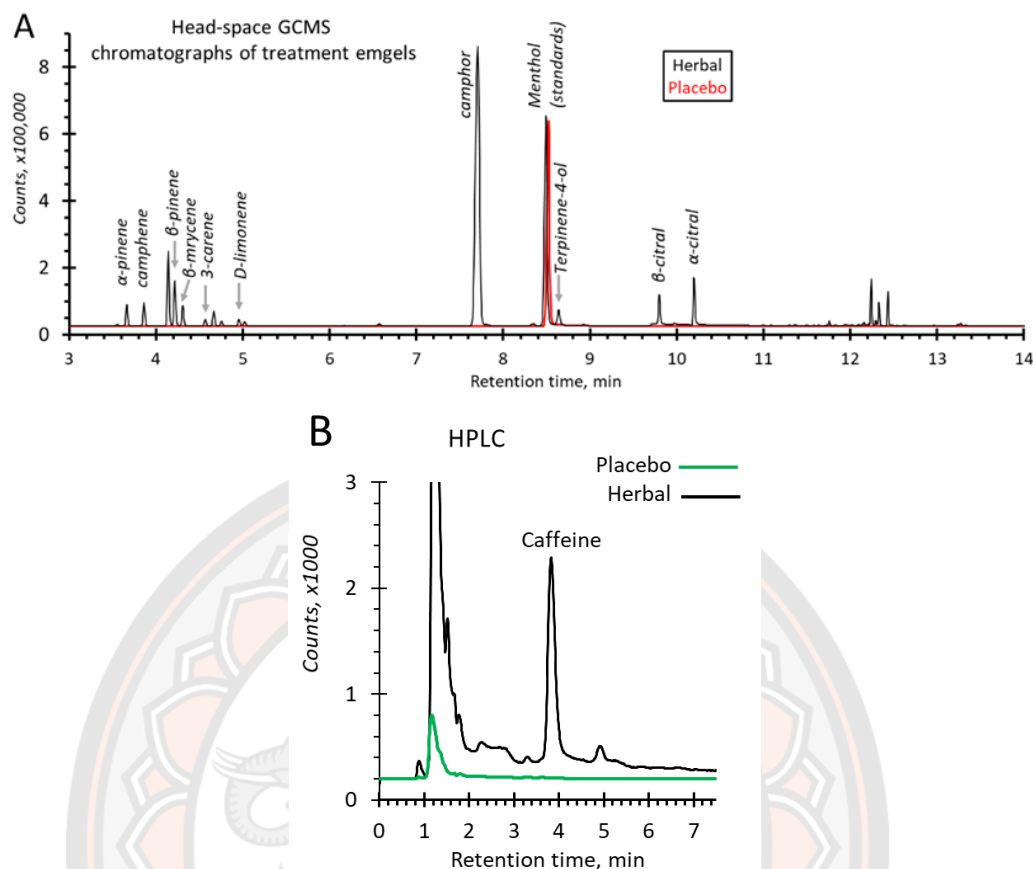 A
Head-space GCMS
chromatographs of treatment emgels
Counts, x100,000
8
6
4
2
0
α-pinene
camphene
β-pinene
β-mrycene
3-carene
D-limonene
camphor
Menthol
(standards)
Terpinene-4-ol
β-citral
α-citral
Herbal
Placebo
3 4 5 6 7 8 9 10 11 12 13 14
Retention time, min
B
HPLC
Placebo
Herbal
Caffeine
Counts, x1000
3
2
1
0
0 1 2 3 4 5 6 7
Retention time, min